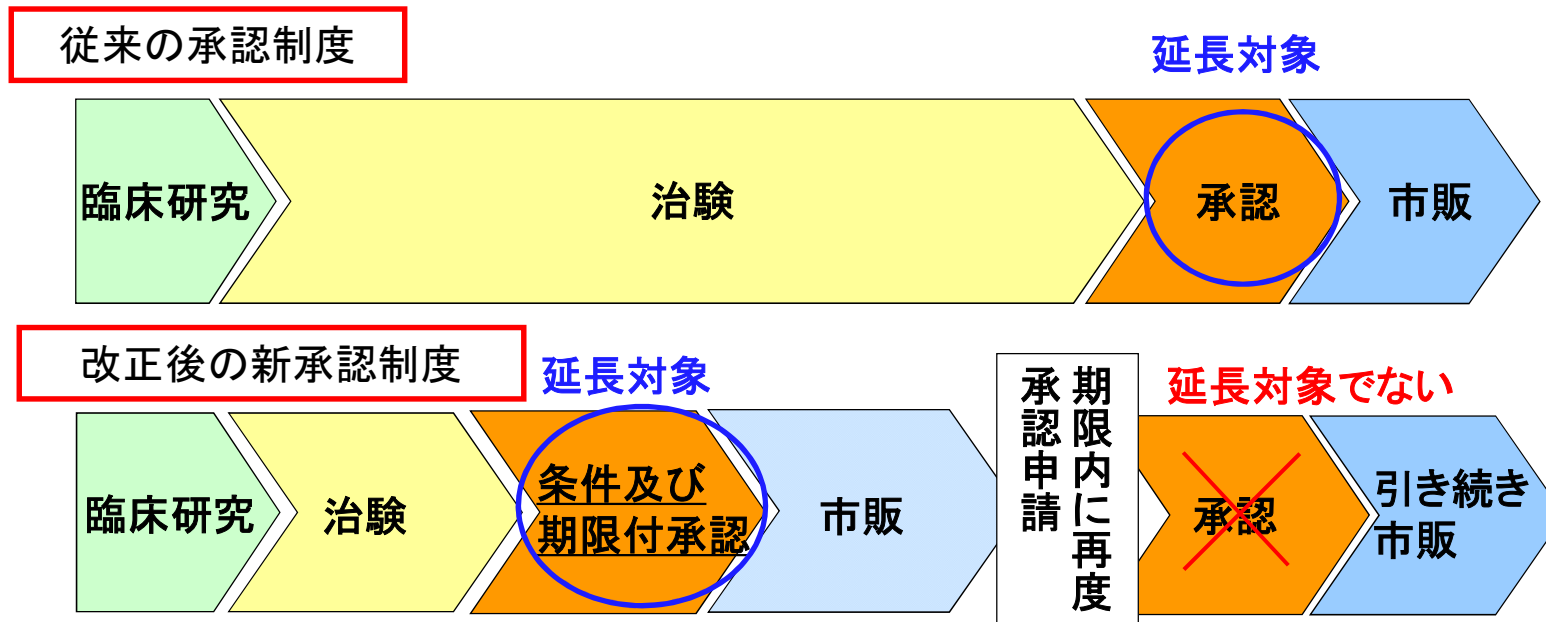 従来の承認制度
延長対象
臨床研究
治験
承認
市販
改正後の新承認制度
延長対象
延長対象でない
臨床研究
治験
条件及び
期限付承認
市販
期限内に再度
承認申請
承認
引き続き
市販